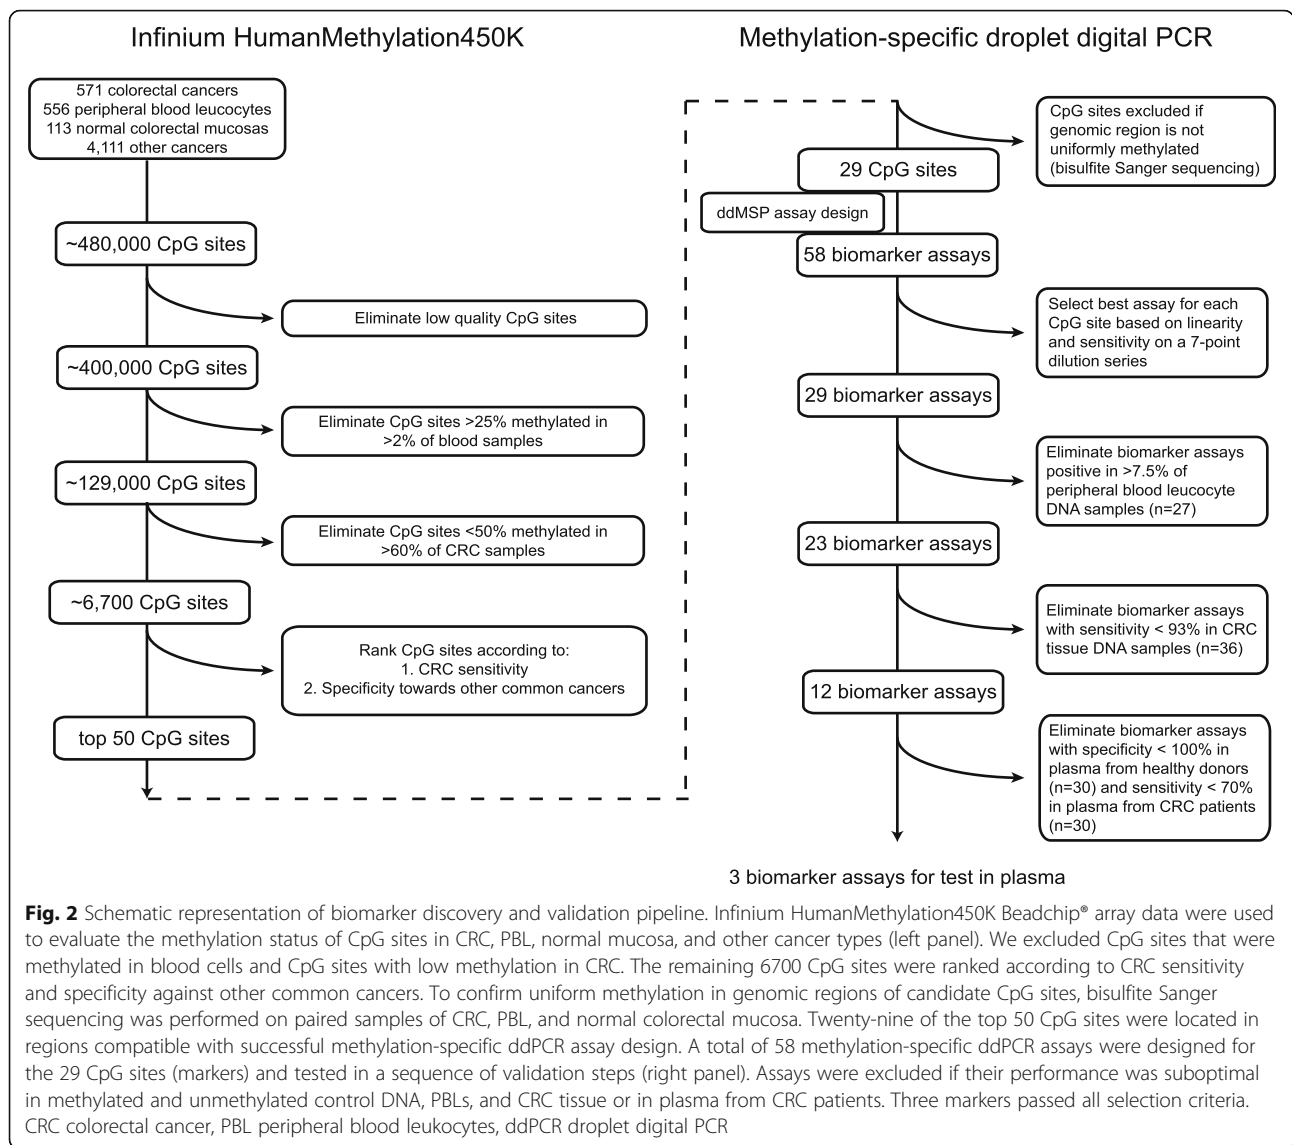 Infinium HumanMethylation450K
571 colorectal cancers
556 peripheral blood leucocytes
113 normal colorectal mucosas
4,111 other cancers
~480,000 CpG sites
Eliminate low quality CpG sites
~400,000 CpG sites
Eliminate CpG sites >25% methylated in
>2% of blood samples
~129,000 CpG sites
Eliminate CpG sites <50% methylated in
>60% of CRC samples
~6,700 CpG sites
Rank CpG sites according to:
1. CRC sensitivity
2. Specificity towards other common cancers
top 50 CpG sites
Methylation-specific droplet digital PCR
CpG sites excluded if
genomic region is not
uniformly methylated
(bisulfite Sanger sequencing)
29 CpG sites
ddMSP assay design
58 biomarker assays
Select best assay for each
CpG site based on linearity
and sensitivity on a 7-point
dilution series
29 biomarker assays
Eliminate biomarker assays
positive in >7.5% of
peripheral blood leucocyte
DNA samples (n=27)
23 biomarker assays
Eliminate biomarker assays
with sensitivity < 93% in CRC
tissue DNA samples (n=36)
12 biomarker assays
Eliminate biomarker assays
with specificity < 100% in
plasma from healthy donors
(n=30) and sensitivity < 70%
in plasma from CRC patients
(n=30)
3 biomarker assays for test in plasma
Fig. 2 Schematic representation of biomarker discovery and validation pipeline. Infinium HumanMethylation450K Beadchip® array data were used
to evaluate the methylation status of CpG sites in CRC, PBL, normal mucosa, and other cancer types (left panel). We excluded CpG sites that were
methylated in blood cells and CpG sites with low methylation in CRC. The remaining 6700 CpG sites were ranked according to CRC sensitivity
and specificity against other common cancers. To confirm uniform methylation in genomic regions of candidate CpG sites, bisulfite Sanger
sequencing was performed on paired samples of CRC, PBL, and normal colorectal mucosa. Twenty-nine of the top 50 CpG sites were located in
regions compatible with successful methylation-specific ddPCR assay design. A total of 58 methylation-specific ddPCR assays were designed for
the 29 CpG sites (markers) and tested in a sequence of validation steps (right panel). Assays were excluded if their performance was suboptimal
in methylated and unmethylated control DNA, PBLs, and CRC tissue or in plasma from CRC patients. Three markers passed all selection criteria.
CRC colorectal cancer, PBL peripheral blood leukocytes, ddPCR droplet digital PCR